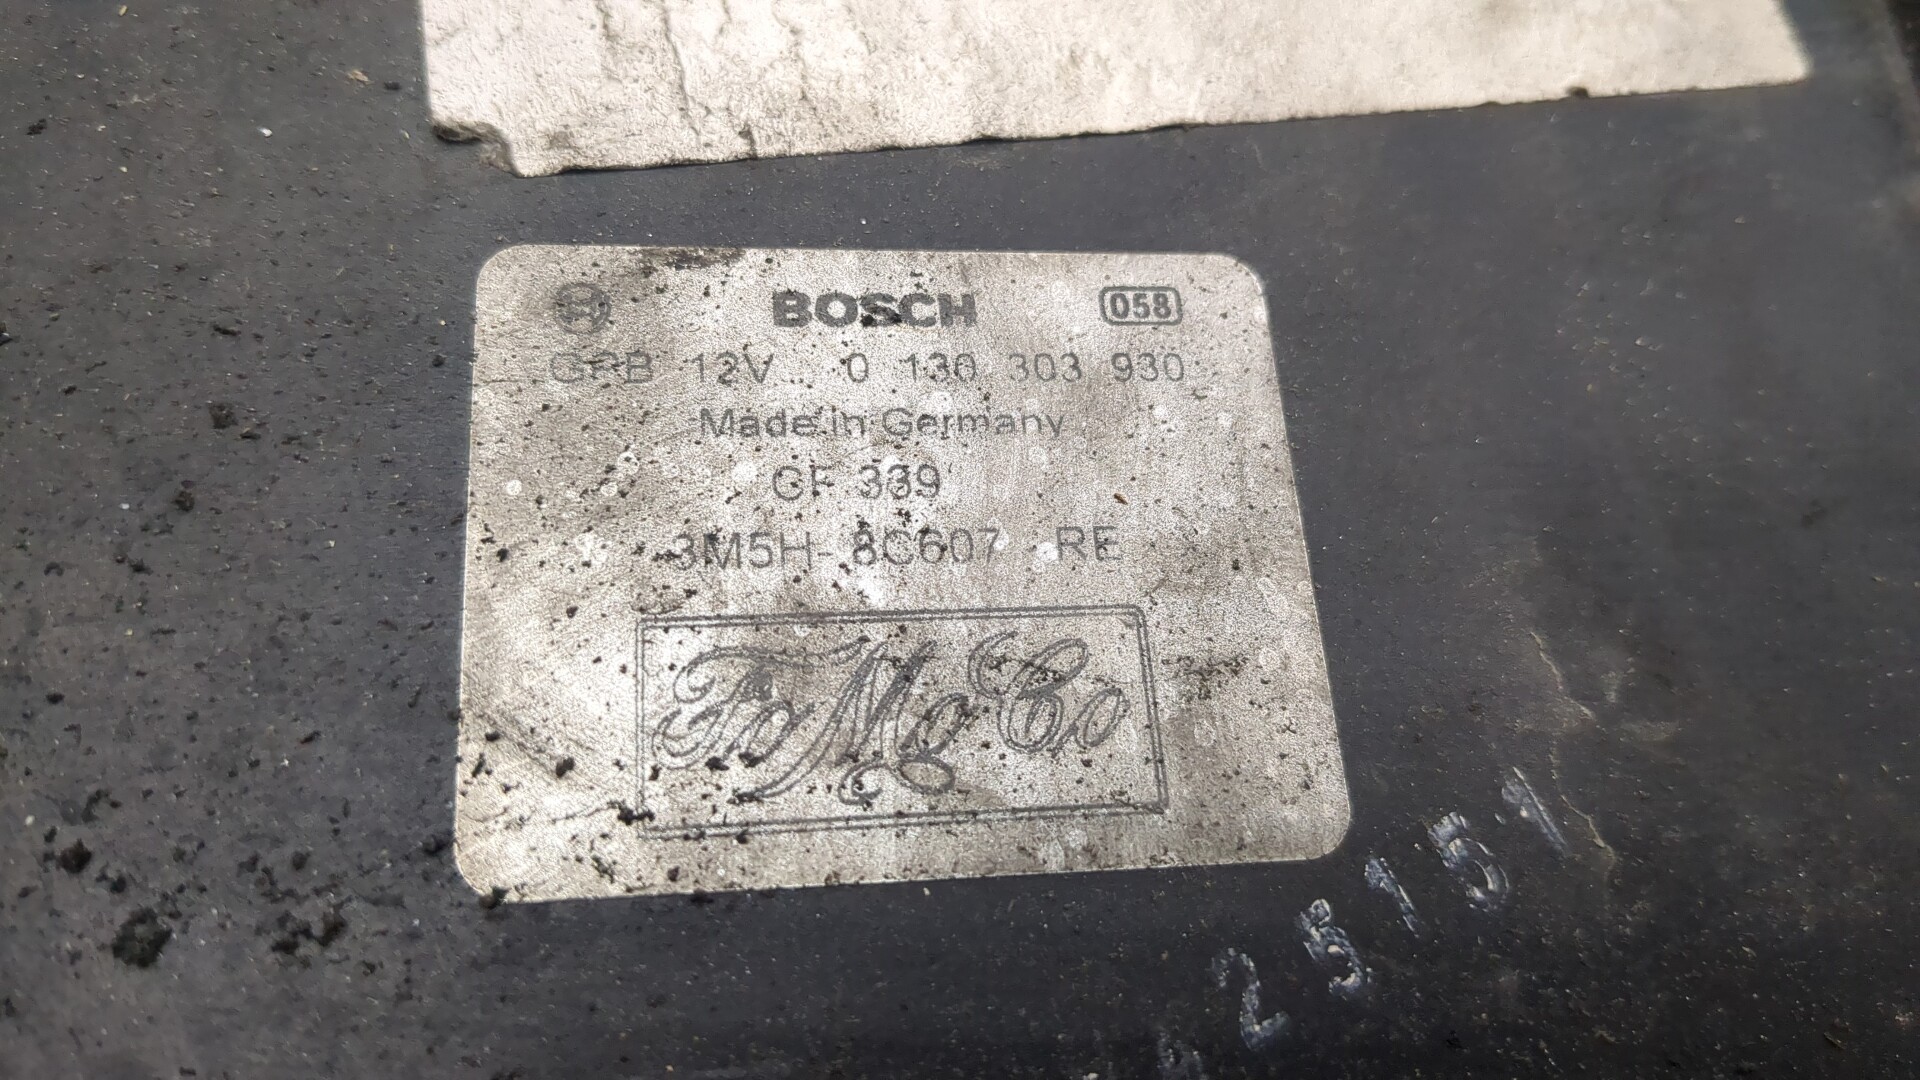 BOSCH 058
GPB 12V 0 130 303 930
Made in Germany
CF 339
3M5H-8C607 RE
FoMoCo
25151